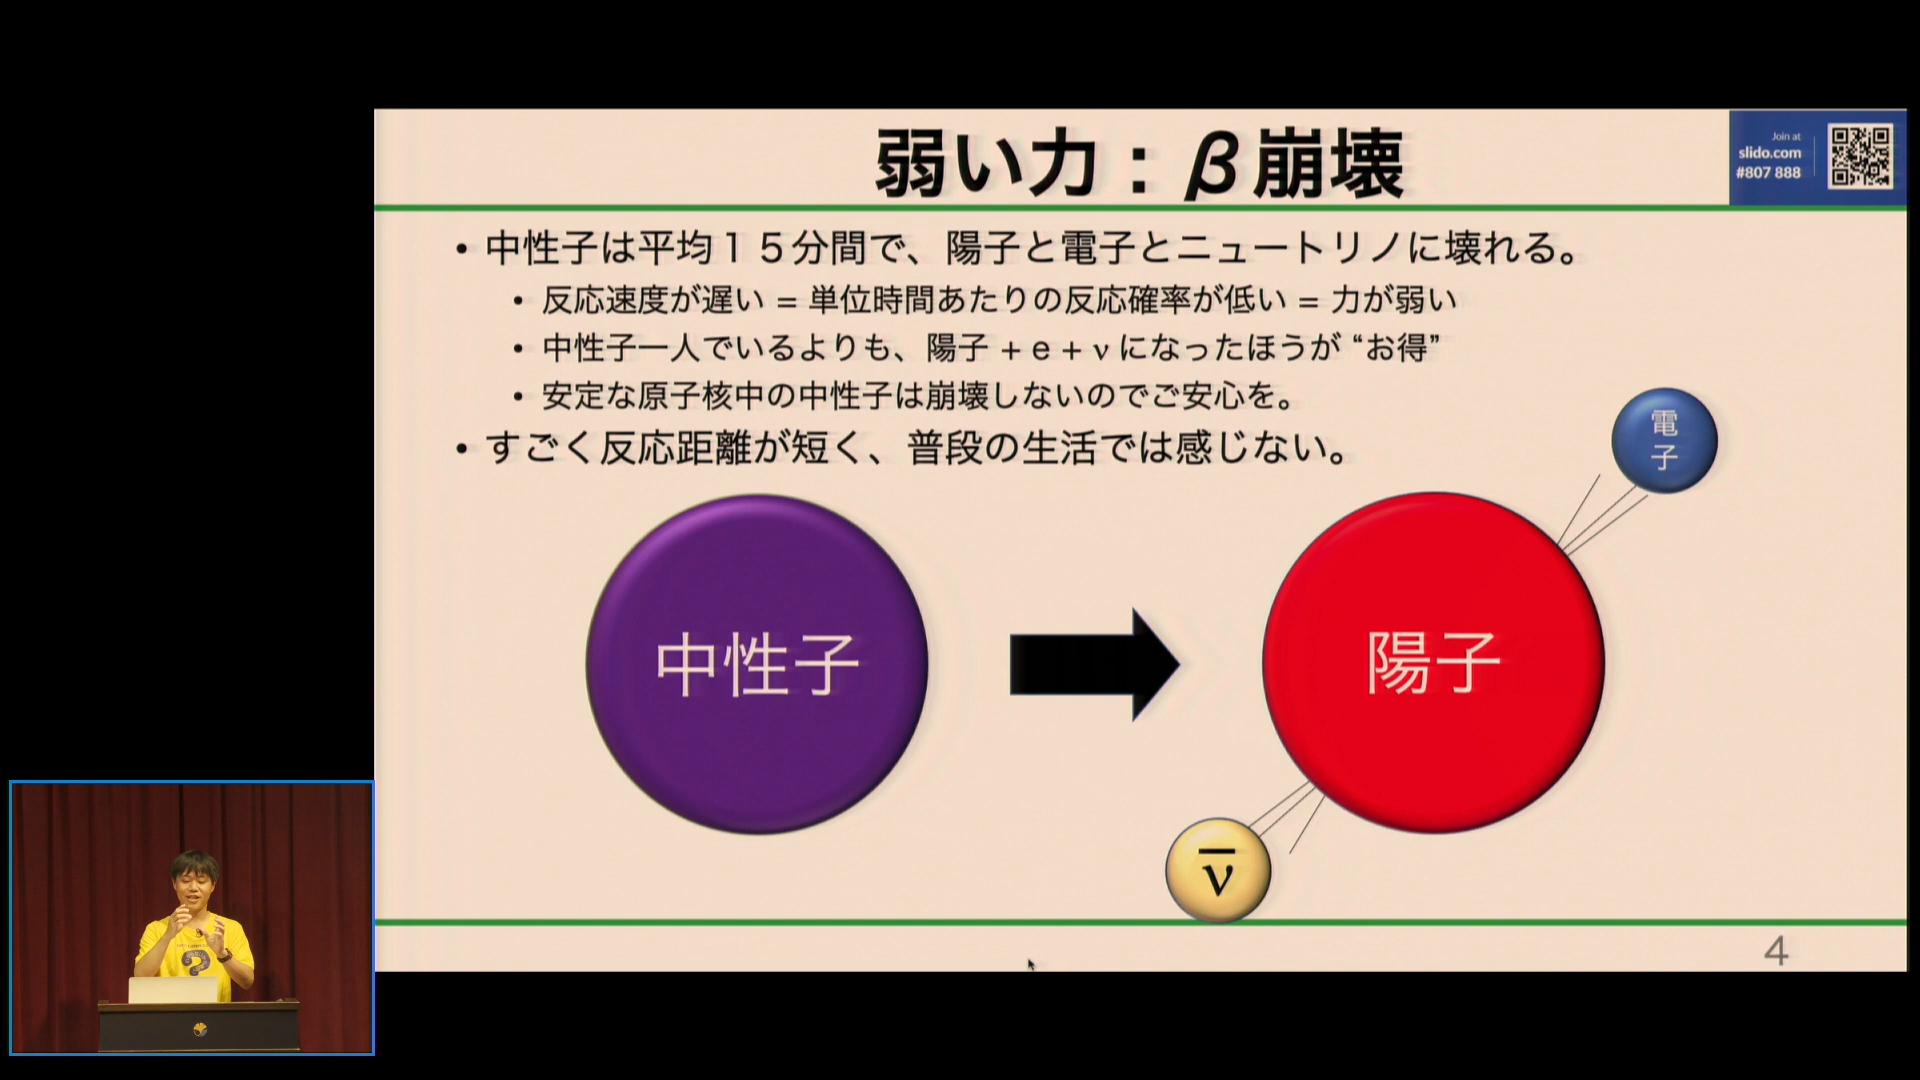 弱い力：β崩壊
Join at
slido.com
#807 888
• 中性子は平均１５分間で、陽子と電子とニュートリノに壊れる。
• 反応速度が遅い = 単位時間あたりの反応確率が低い = 力が弱い
• 中性子一人でいるよりも、陽子 + e + ν になったほうが “お得”
• 安定な原子核中の中性子は崩壊しないのでご安心を。
• すごく反応距離が短く、普段の生活では感じない。
電
子
中性子
陽子
ν̅
4